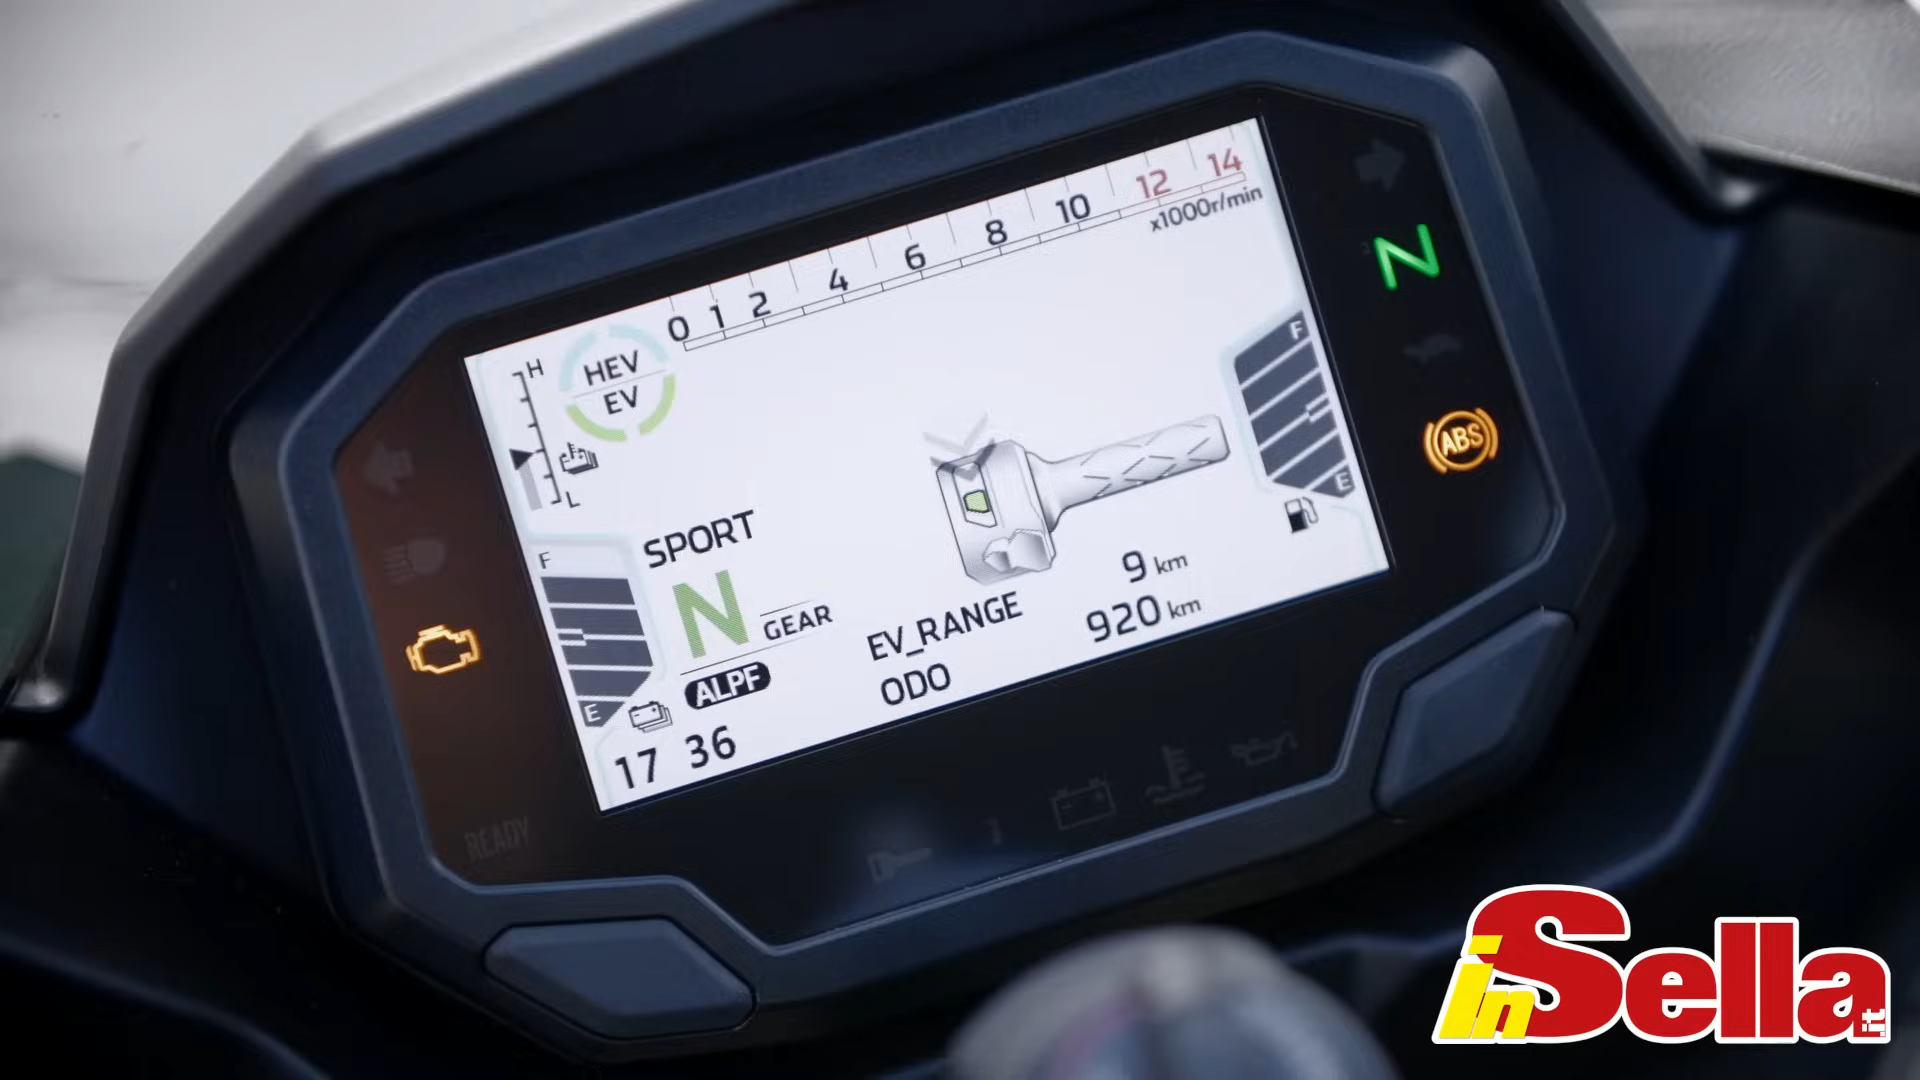 0 1 2 4 6 8 10 12 14
x1000r/min
H
HEV
EV
L
F
E
N
ABS
SPORT
F
N GEAR
E
ALPF
EV_RANGE 9 km
ODO 920 km
17 36
READY
inSella.it